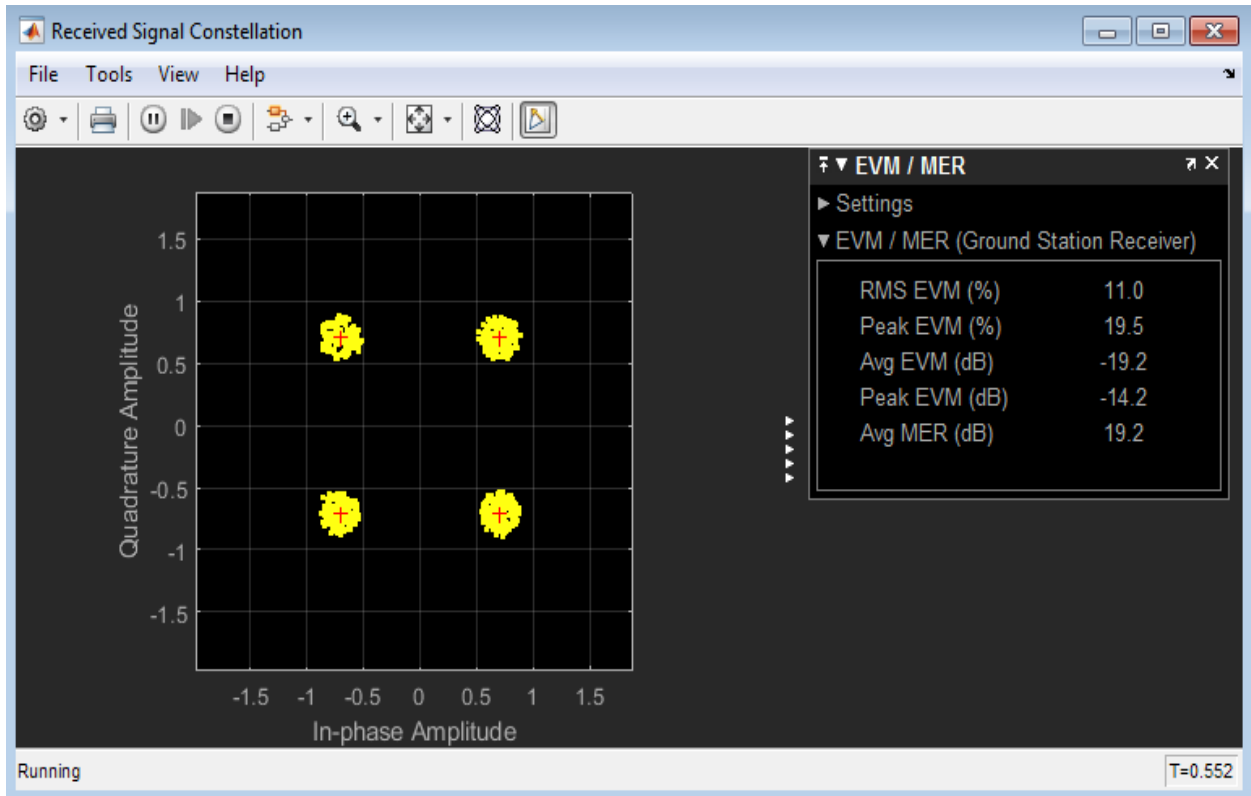 Received Signal Constellation
File Tools View Help
EVM / MER
Settings
EVM / MER (Ground Station Receiver)
RMS EVM (%) 11.0
Peak EVM (%) 19.5
Avg EVM (dB) -19.2
Peak EVM (dB) -14.2
Avg MER (dB) 19.2
Quadrature Amplitude
1.5
1
0.5
0
-0.5
-1
-1.5
-1.5 -1 -0.5 0 0.5 1 1.5
In-phase Amplitude
Running T=0.552